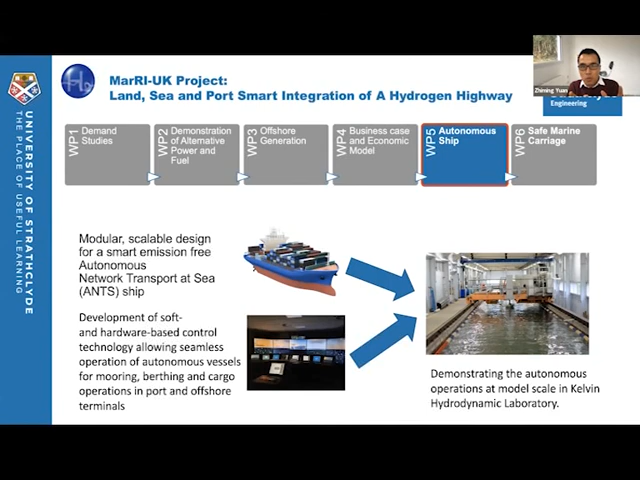 MarRI-UK Project:
Land, Sea and Port Smart Integration of A Hydrogen Highway
Zhiming Yuan
Engineering
UNIVERSITY OF STRATHCLYDE
THE PLACE OF USEFUL LEARNING
WP1
Demand
Studies
WP2
Demonstration
of Alternative
Power and
Fuel
WP3
Offshore
Generation
WP4
Business case
and Economic
Model
WP5
Autonomous
Ship
WP6
Safe Marine
Carriage
Modular, scalable design
for a smart emission free
Autonomous
Network Transport at Sea
(ANTS) ship
Development of soft-
and hardware-based control
technology allowing seamless
operation of autonomous vessels
for mooring, berthing and cargo
operations in port and offshore
terminals
Demonstrating the autonomous
operations at model scale in Kelvin
Hydrodynamic Laboratory.